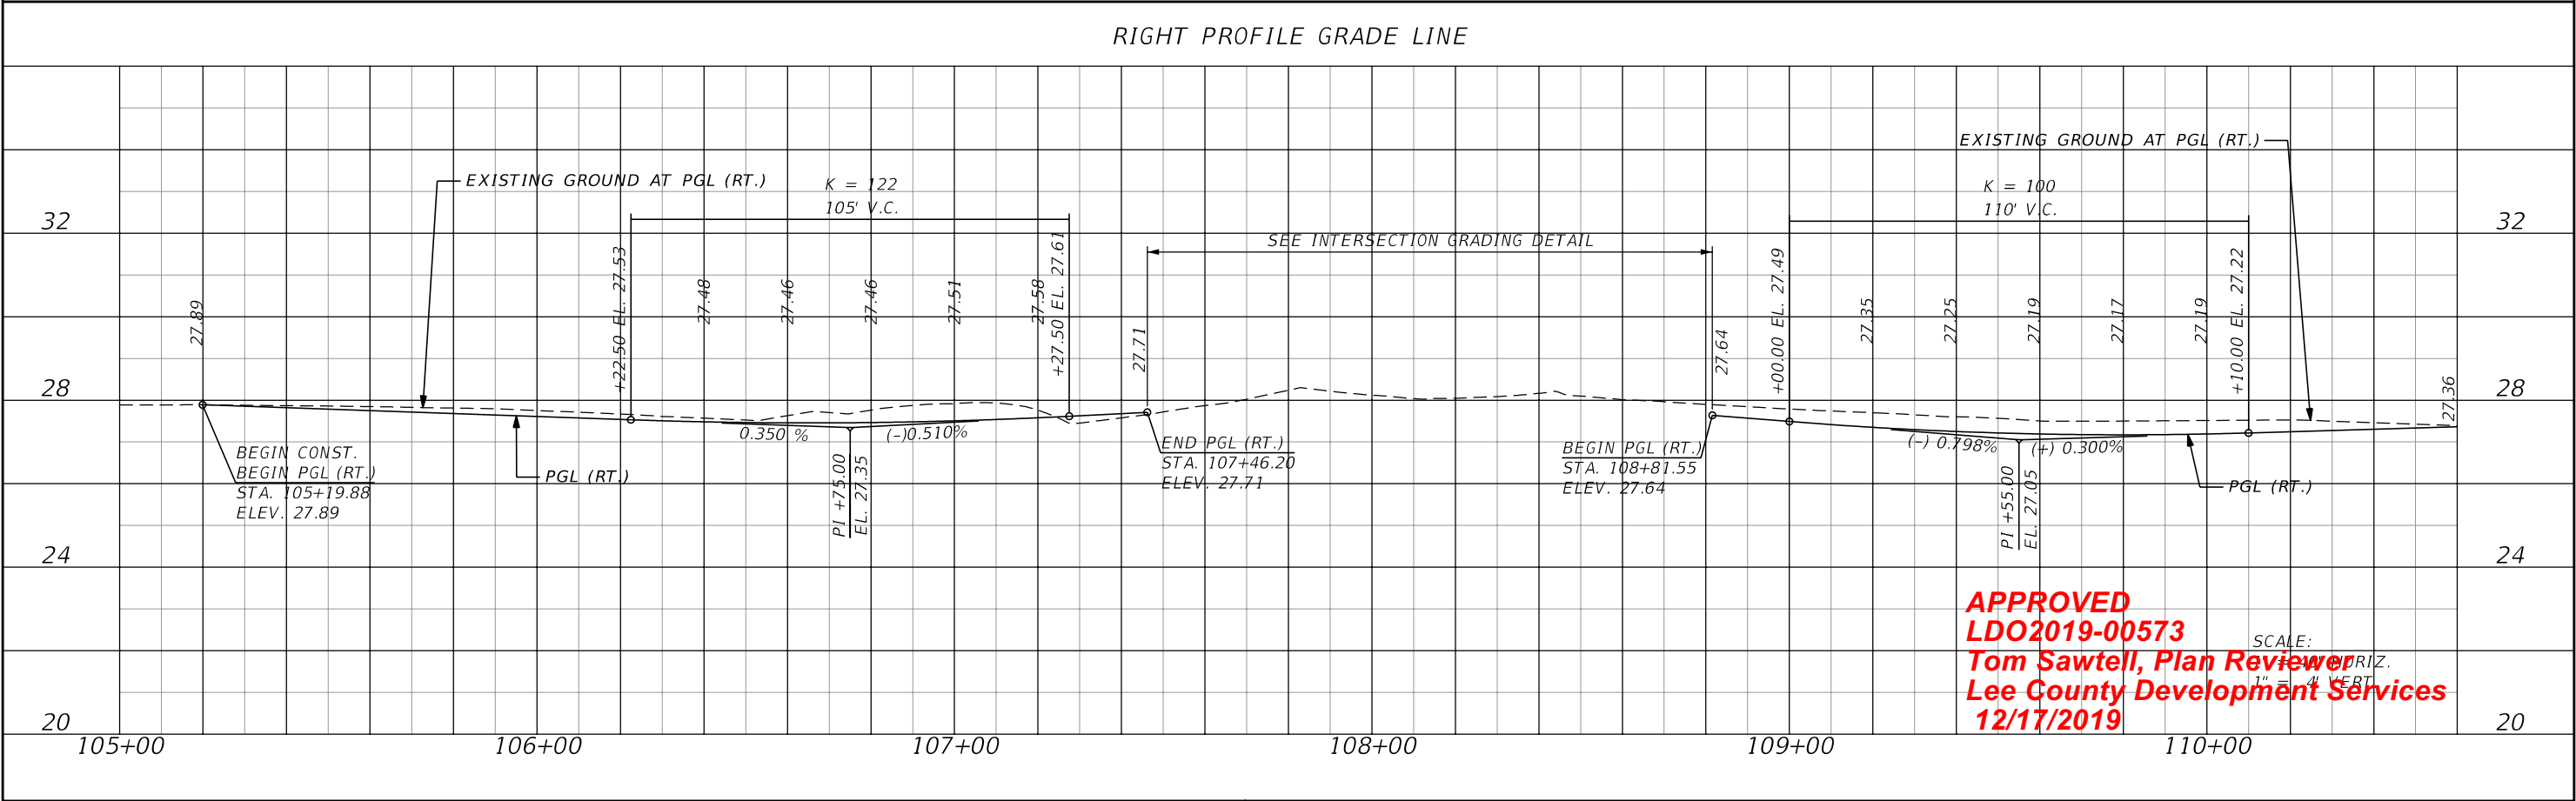 RIGHT PROFILE GRADE LINE
EXISTING GROUND AT PGL (RT.)
EXISTING GROUND AT PGL (RT.)
K = 122
105' V.C.
K = 100
110' V.C.
32
32
SEE INTERSECTION GRADING DETAIL
27.89
+22.50 EL. 27.53
27.48
27.46
27.46
27.51
27.58
+27.50 EL. 27.61
27.71
27.64
+00.00 EL. 27.49
27.35
27.25
27.19
27.17
27.19
+10.00 EL. 27.22
27.36
28
28
0.350 %
(-)0.510%
(-) 0.798%
(+) 0.300%
BEGIN CONST.
BEGIN PGL (RT.)
STA. 105+19.88
ELEV. 27.89
PGL (RT.)
PI +75.00
EL. 27.35
END PGL (RT.)
STA. 107+46.20
ELEV. 27.71
BEGIN PGL (RT.)
STA. 108+81.55
ELEV. 27.64
PI +55.00
EL. 27.05
PGL (RT.)
24
24
APPROVED
LDO2019-00573
Tom Sawtell, Plan Reviewer
Lee County Development Services
12/17/2019
SCALE:
1" = 40' HORIZ.
1" = 4' VERT.
20
20
105+00
106+00
107+00
108+00
109+00
110+00